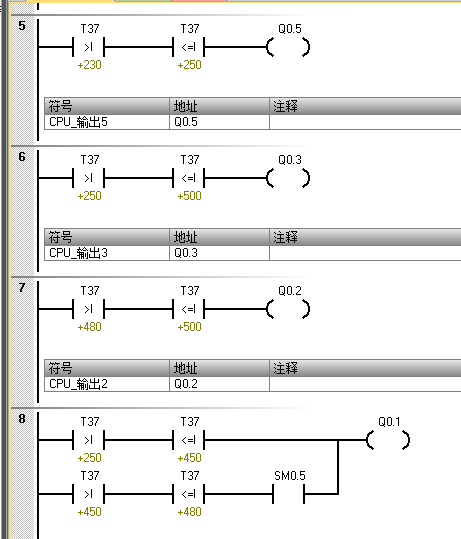 5
T37 T37 Q0.5
>I <=I
+230 +250
符号 地址 注释
CPU_输出5 Q0.5
6
T37 T37 Q0.3
>I <=I
+250 +500
符号 地址 注释
CPU_输出3 Q0.3
7
T37 T37 Q0.2
>I <=I
+480 +500
符号 地址 注释
CPU_输出2 Q0.2
8
T37 T37 Q0.1
>I <=I
+250 +450
T37 T37 SM0.5
>I <=I
+450 +480